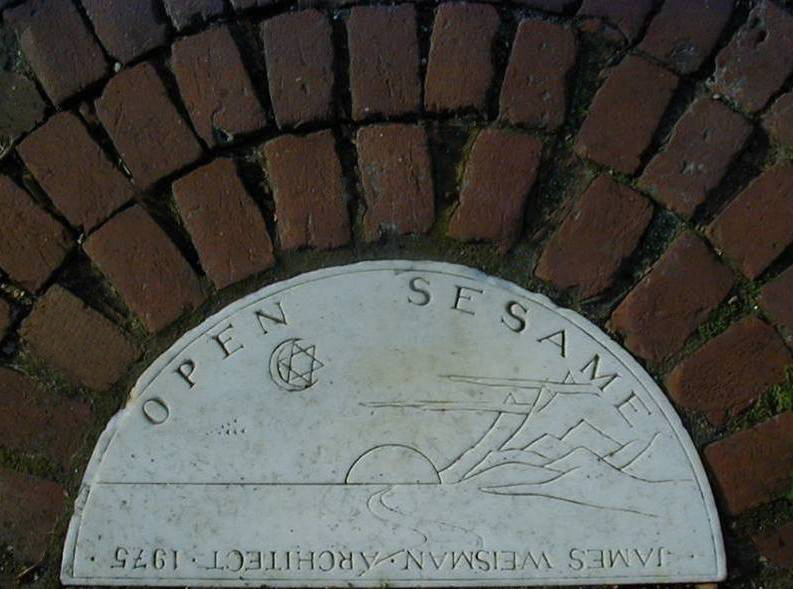 OPEN SESAME
JAMES WEISMAN · ARCHITECT · 1975 ·